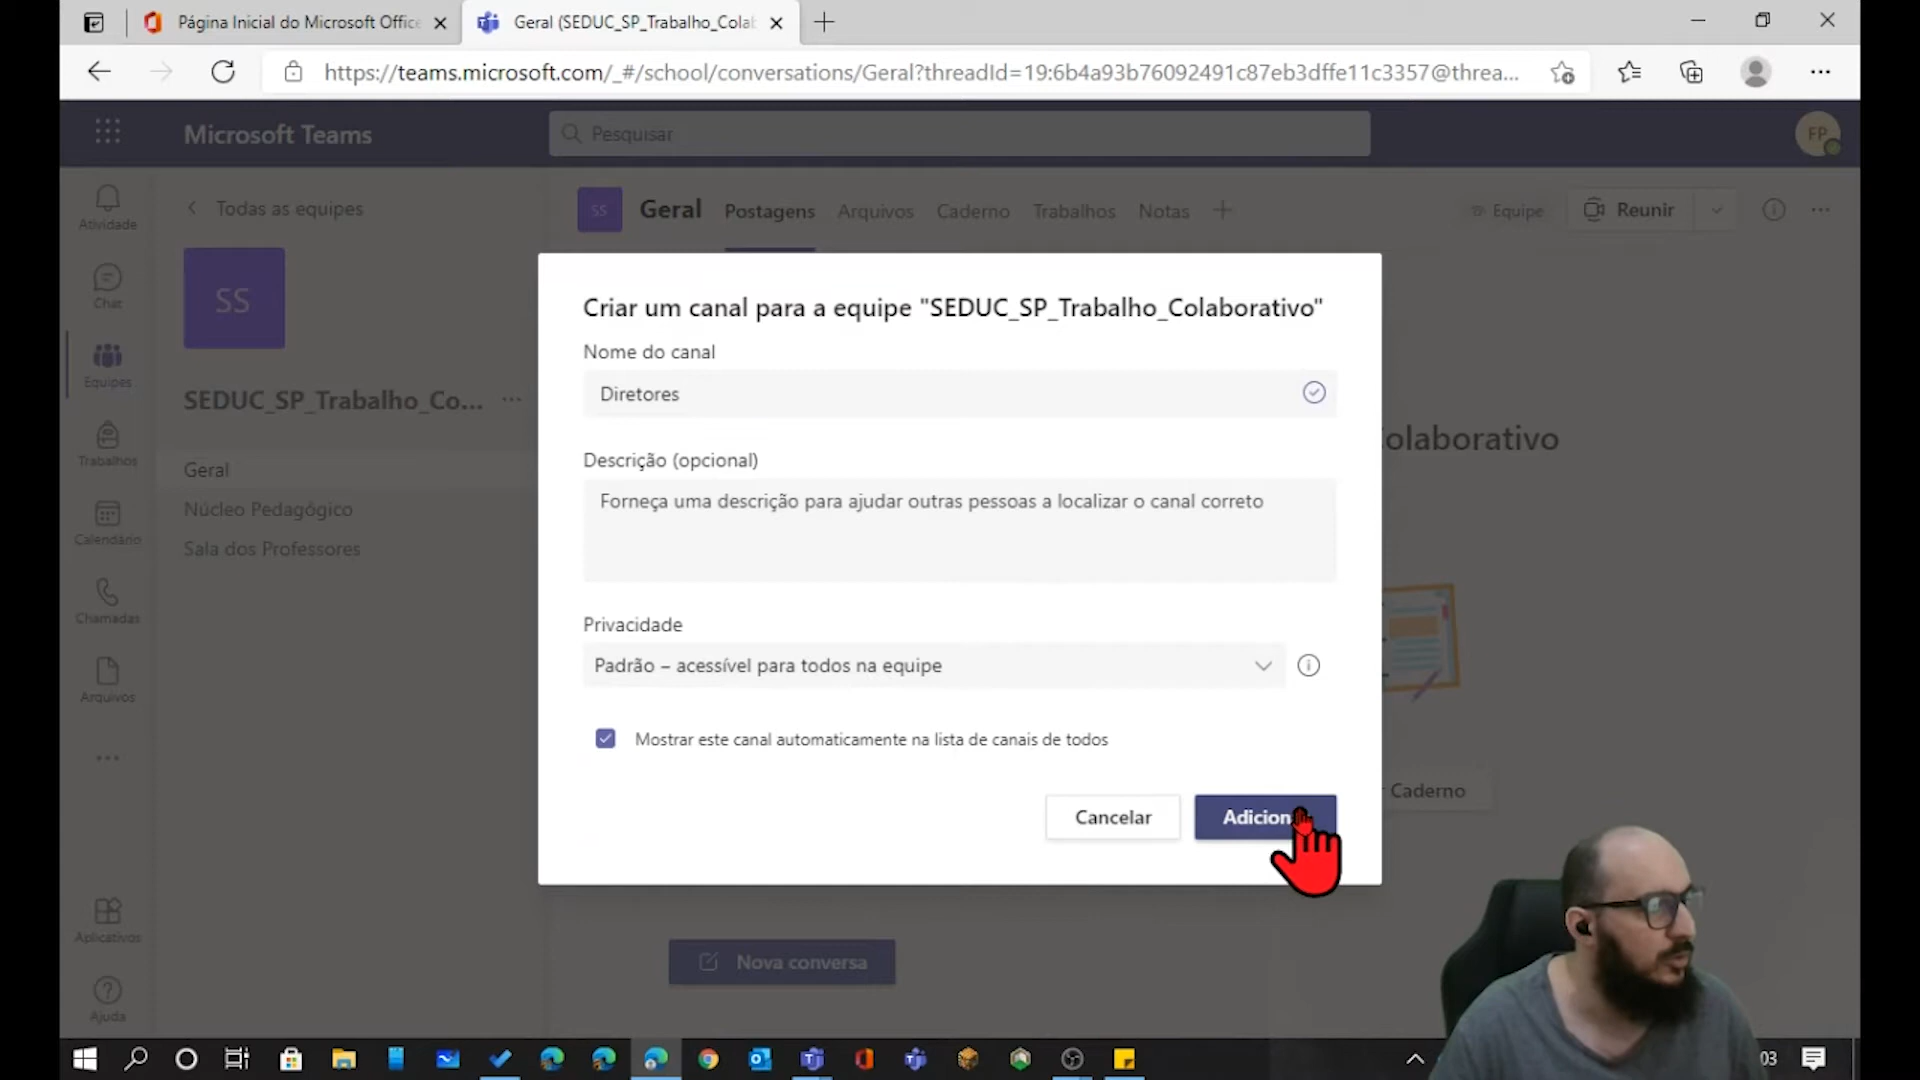 Página Inicial do Microsoft Office
Geral (SEDUC_SP_Trabalho_Colab
https://teams.microsoft.com/_#/school/conversations/Geral?threadId=19:6b4a93b76092491c87eb3dffe11c3357@threa...
Microsoft Teams
Pesquisar
FP
Atividade
Chat
Equipes
Trabalhos
Calendário
Chamadas
Arquivos
Aplicativos
Ajuda
Todas as equipes
SS
SEDUC_SP_Trabalho_Co...
Geral
Núcleo Pedagógico
Sala dos Professores
SS
Geral
Postagens
Arquivos
Caderno
Trabalhos
Notas
Equipe
Reunir
Criar um canal para a equipe "SEDUC_SP_Trabalho_Colaborativo"
Nome do canal
Diretores
Descrição (opcional)
Forneça uma descrição para ajudar outras pessoas a localizar o canal correto
Privacidade
Padrão – acessível para todos na equipe
Mostrar este canal automaticamente na lista de canais de todos
Cancelar
Adicion
olaborativo
Caderno
Nova conversa
03